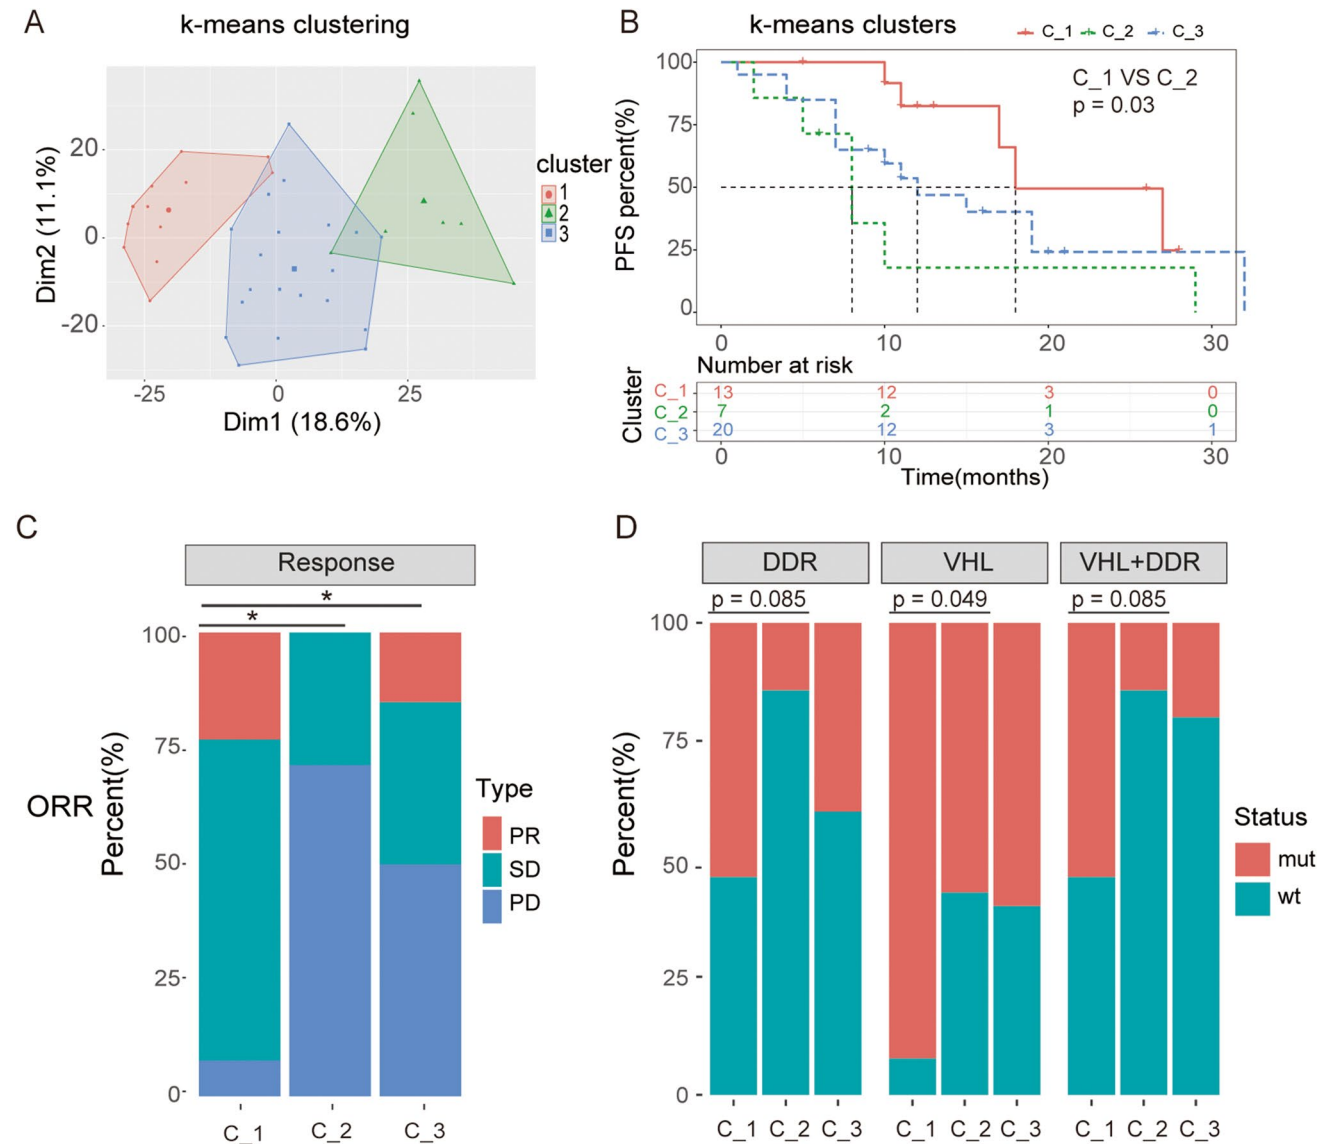 A
k-means clustering
Dim2 (11.1%)
20
0
-20
-25
0
25
Dim1 (18.6%)
cluster
1
2
3
B
k-means clusters
C_1 C_2 C_3
PFS percent(%)
100
75
50
25
0
C_1 VS C_2
p = 0.03
0 10 20 30
Number at risk
Cluster
C_1 13 12 3 0
C_2 7 2 1 0
C_3 20 12 3 1
0 10 20 30
Time(months)
C
Response
*
*
ORR
Percent(%)
100
75
50
25
0
C_1 C_2 C_3
Type
PR
SD
PD
D
DDR VHL VHL+DDR
p = 0.085 p = 0.049 p = 0.085
Percent(%)
100
75
50
25
0
C_1 C_2 C_3 C_1 C_2 C_3 C_1 C_2 C_3
Status
mut
wt